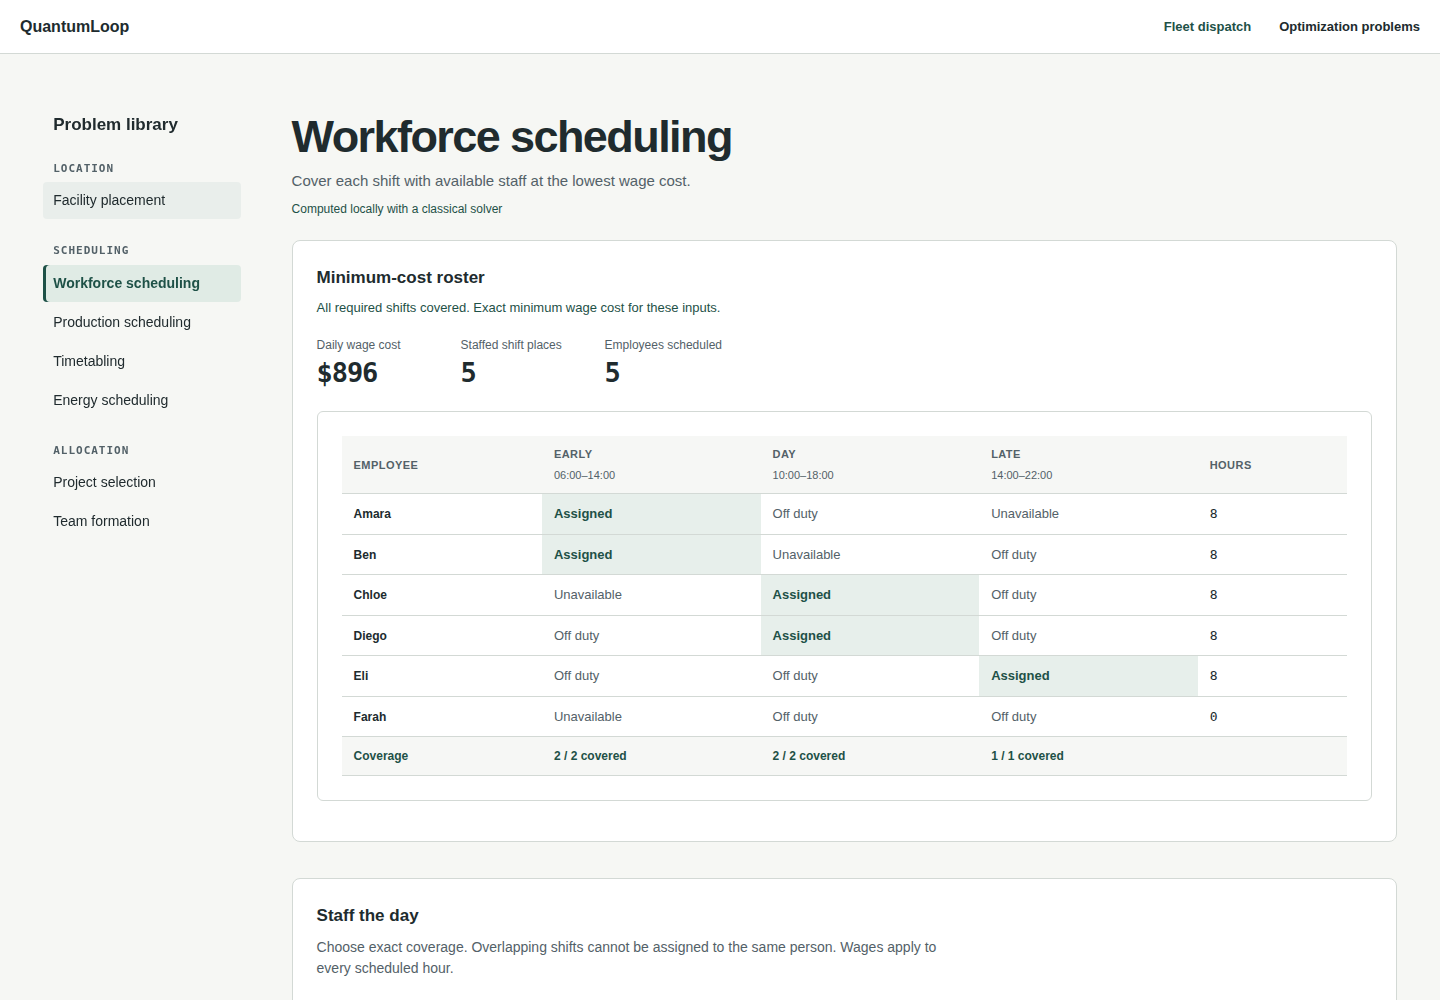 QuantumLoop
Fleet dispatch
Optimization problems
Problem library
LOCATION
Facility placement
SCHEDULING
Workforce scheduling
Production scheduling
Timetabling
Energy scheduling
ALLOCATION
Project selection
Team formation
Workforce scheduling
Cover each shift with available staff at the lowest wage cost.
Computed locally with a classical solver
Minimum-cost roster
All required shifts covered. Exact minimum wage cost for these inputs.
Daily wage cost Staffed shift places Employees scheduled
$896 5 5
EMPLOYEE EARLY DAY LATE HOURS
06:00–14:00 10:00–18:00 14:00–22:00
Amara Assigned Off duty Unavailable 8
Ben Assigned Unavailable Off duty 8
Chloe Unavailable Assigned Off duty 8
Diego Off duty Assigned Off duty 8
Eli Off duty Off duty Assigned 8
Farah Unavailable Off duty Off duty 0
Coverage 2 / 2 covered 2 / 2 covered 1 / 1 covered
Staff the day
Choose exact coverage. Overlapping shifts cannot be assigned to the same person. Wages apply to
every scheduled hour.